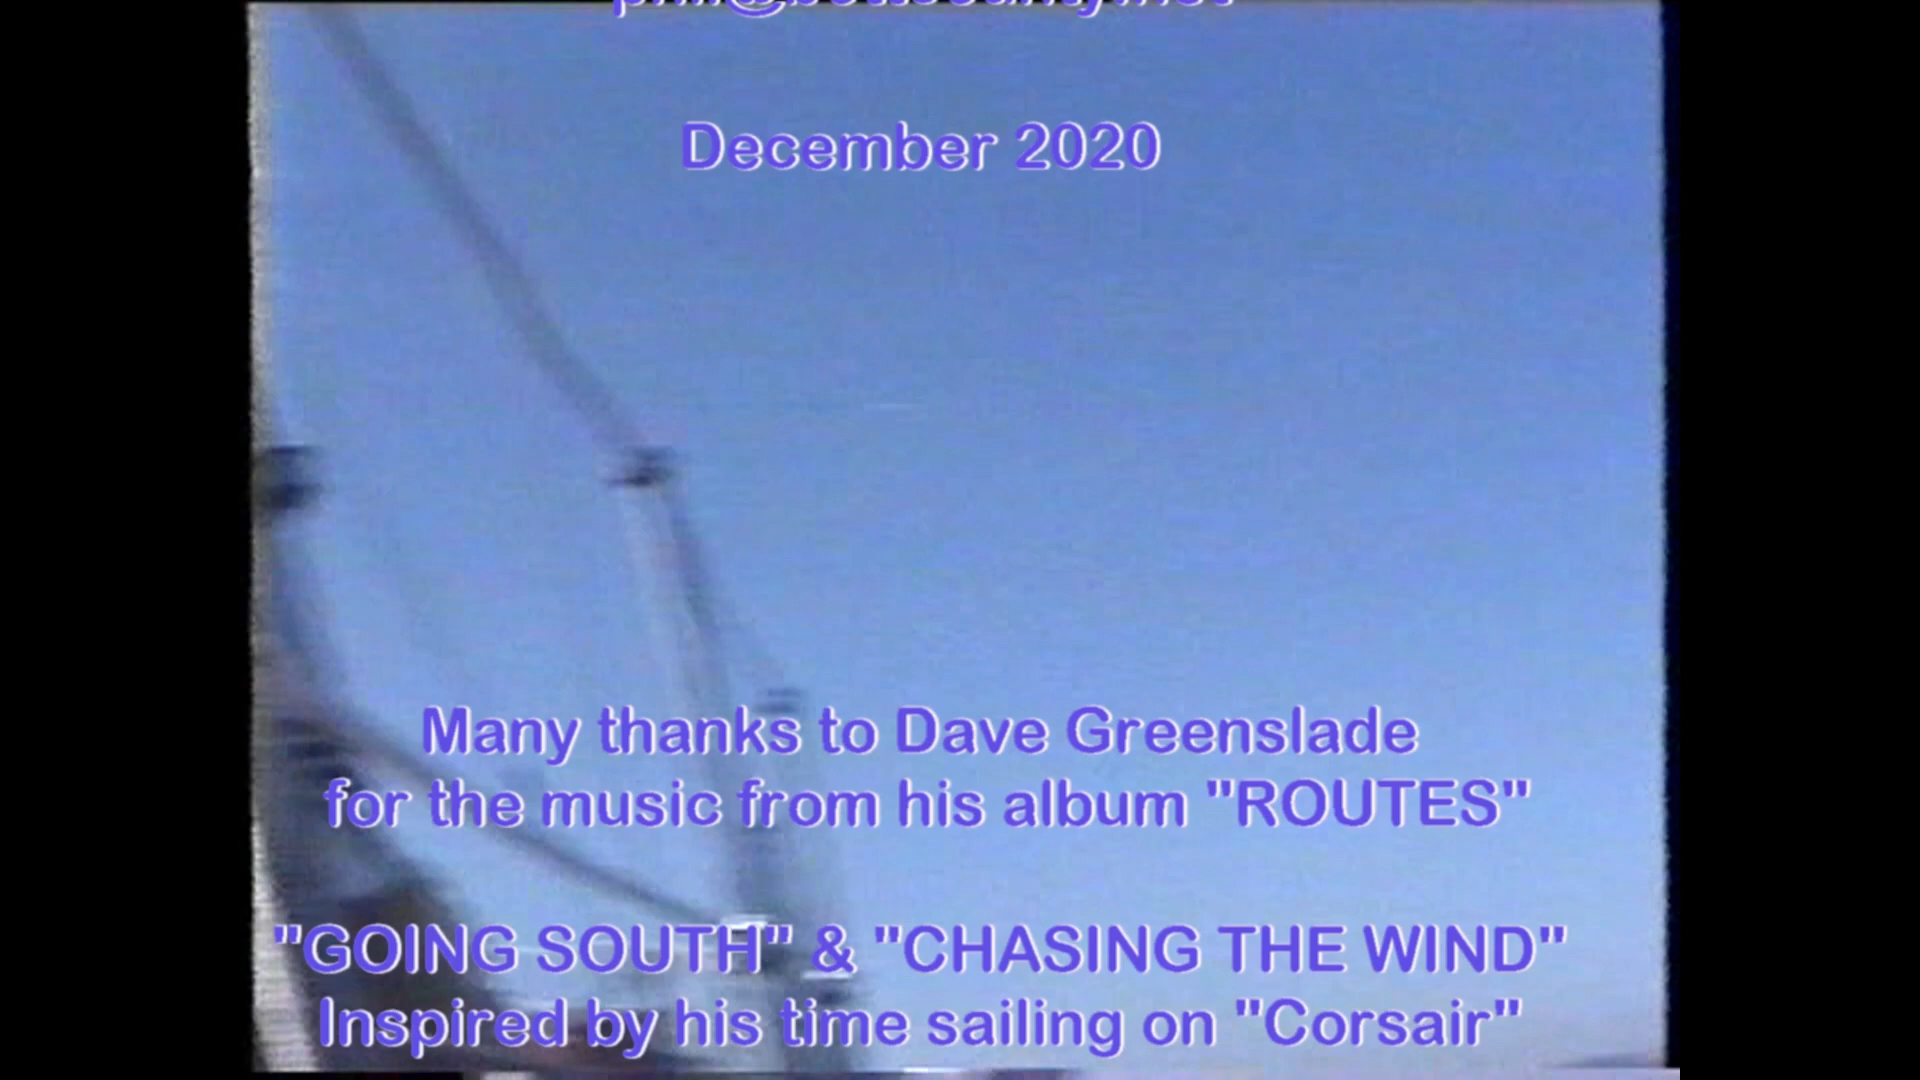 December 2020
Many thanks to Dave Greenslade
for the music from his album "ROUTES"
"GOING SOUTH" & "CHASING THE WIND"
Inspired by his time sailing on "Corsair"